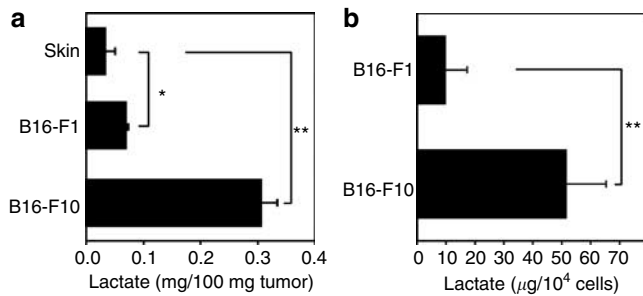 a
Skin
B16-F1
B16-F10
*
**
0.0 0.1 0.2 0.3 0.4
Lactate (mg/100 mg tumor)
b
B16-F1
B16-F10
**
0 10 20 30 40 50 60 70
Lactate (μg/10⁴ cells)